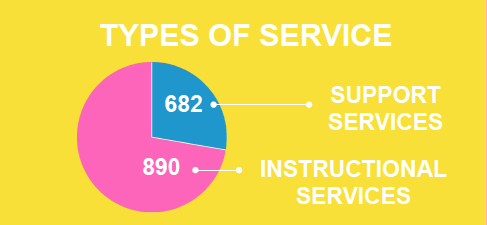 TYPES OF SERVICE
682
SUPPORT
SERVICES
890
INSTRUCTIONAL
SERVICES